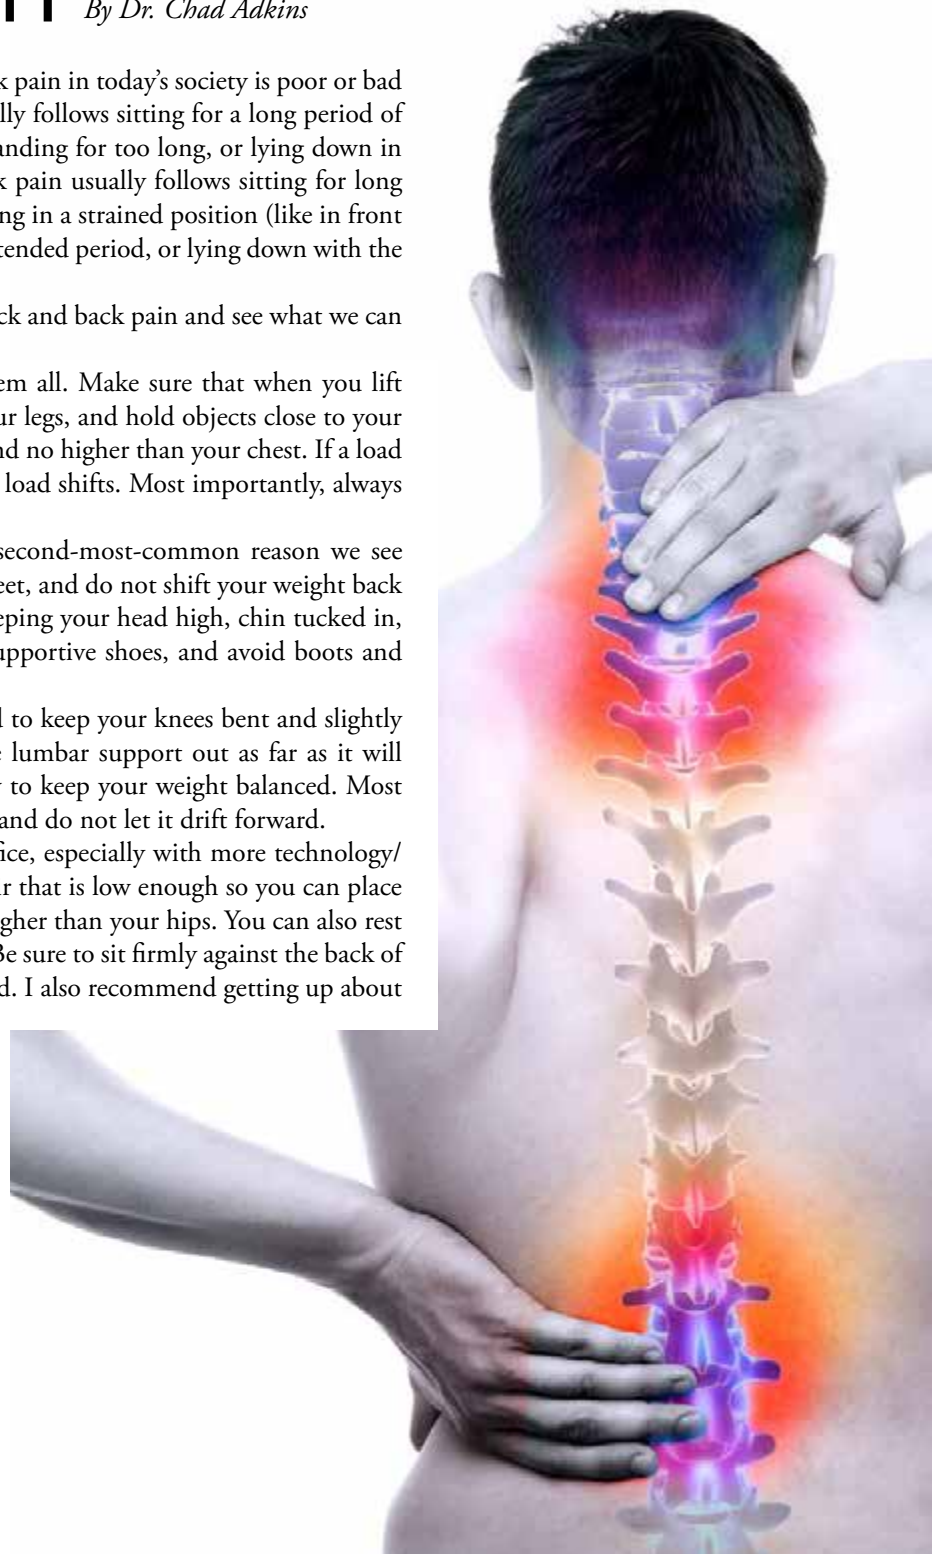 By Dr. Chad Adkins
k pain in today's society is poor or bad
lly follows sitting for a long period of
anding for too long, or lying down in
k pain usually follows sitting for long
ng in a strained position (like in front
tended period, or lying down with the
ck and back pain and see what we can
em all. Make sure that when you lift
ur legs, and hold objects close to your
nd no higher than your chest. If a load
load shifts. Most importantly, always
second-most-common reason we see
eet, and do not shift your weight back
eping your head high, chin tucked in,
upportive shoes, and avoid boots and
l to keep your knees bent and slightly
e lumbar support out as far as it will
y to keep your weight balanced. Most
and do not let it drift forward.
fice, especially with more technology/
ir that is low enough so you can place
gher than your hips. You can also rest
Be sure to sit firmly against the back of
d. I also recommend getting up about